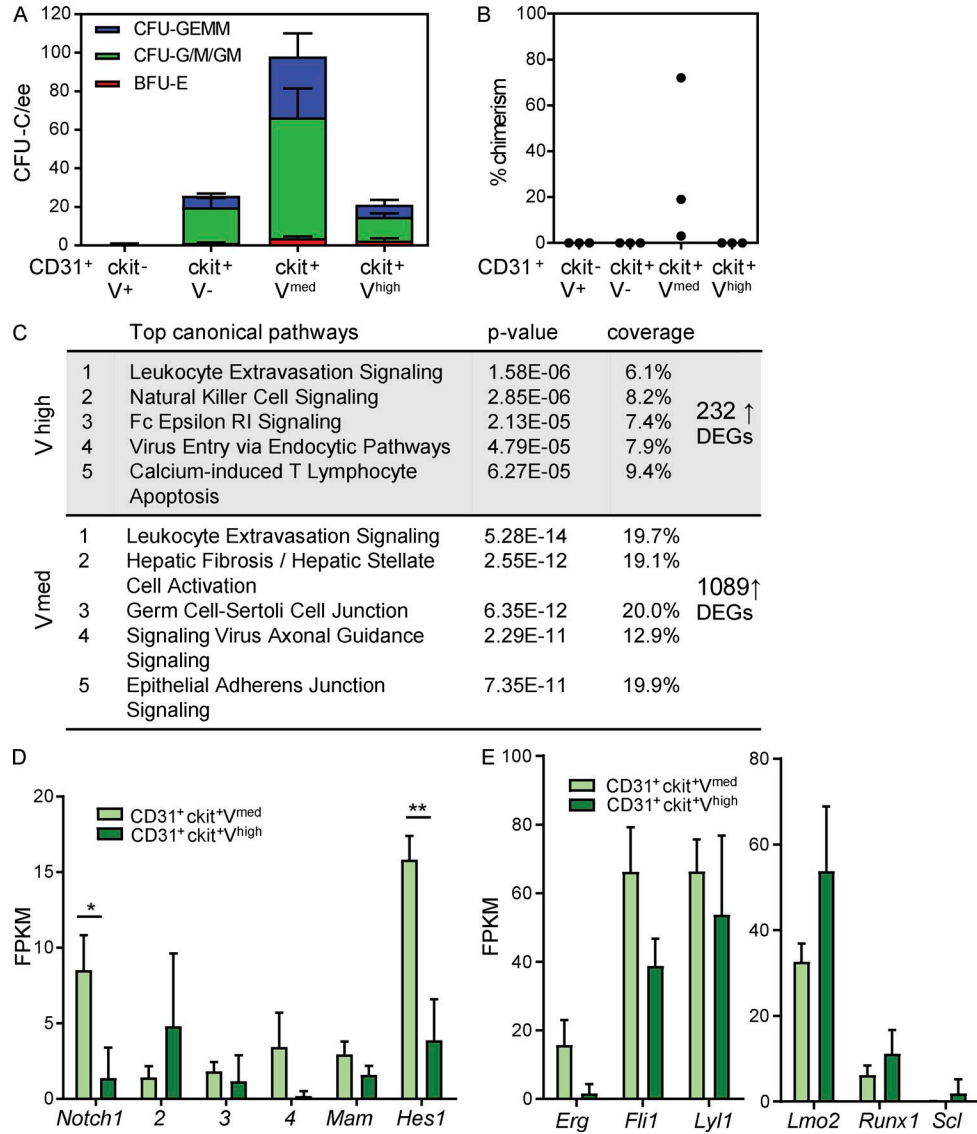 A
CFU-C/ee
120
100
80
60
40
20
0
CFU-GEMM
CFU-G/M/GM
BFU-E
CD31+ ckit- ckit+ ckit+ ckit+
V+ V- Vmed Vhigh
B
% chimerism
100
80
60
40
20
0
CD31+ ckit- ckit+ ckit+ ckit+
V+ V- Vmed Vhigh
C
Top canonical pathways p-value coverage
V high
1 Leukocyte Extravasation Signaling 1.58E-06 6.1%
2 Natural Killer Cell Signaling 2.85E-06 8.2%
3 Fc Epsilon RI Signaling 2.13E-05 7.4%
4 Virus Entry via Endocytic Pathways 4.79E-05 7.9%
5 Calcium-induced T Lymphocyte 6.27E-05 9.4%
Apoptosis
232 ↑
DEGs
Vmed
1 Leukocyte Extravasation Signaling 5.28E-14 19.7%
2 Hepatic Fibrosis / Hepatic Stellate 2.55E-12 19.1%
Cell Activation
3 Germ Cell-Sertoli Cell Junction 6.35E-12 20.0%
4 Signaling Virus Axonal Guidance 2.29E-11 12.9%
Signaling
5 Epithelial Adherens Junction 7.35E-11 19.9%
Signaling
1089↑
DEGs
D
FPKM
20
15
10
5
0
CD31+ ckit+Vmed
CD31+ ckit+Vhigh
*
**
Notch1 2 3 4 Mam Hes1
E
FPKM
100
80
60
40
20
0
CD31+ ckit+Vmed
CD31+ ckit+Vhigh
Erg Fli1 Lyl1
80
60
40
20
0
Lmo2 Runx1 Scl